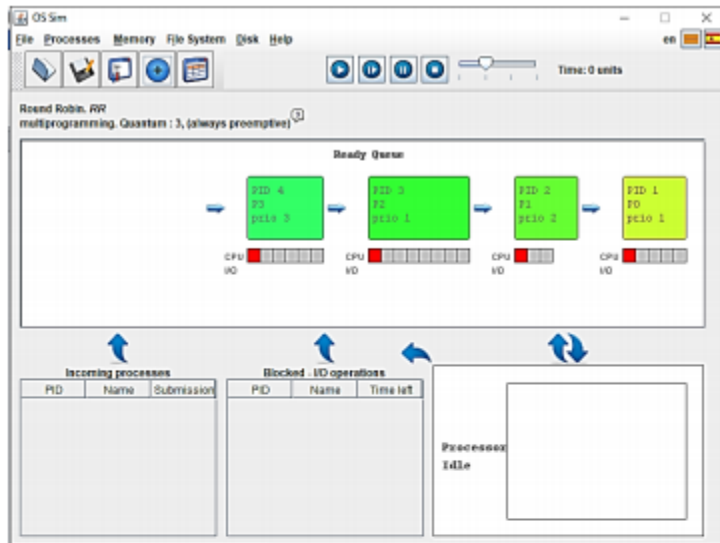 OS Sim
File Processes Memory File System Disk Help
en
Time: 0 units
Round Robin. RR
multiprogramming. Quantum : 3, (always preemptive)
Ready Queue
PID 4
P3
prio 3
PID 3
P2
prio 1
PID 2
P1
prio 2
PID 1
P0
prio 1
CPU
I/O
CPU
I/O
CPU
I/O
CPU
I/O
Incoming processes
PID Name Submission
Blocked - I/O operations
PID Name Time left
Processor
Idle